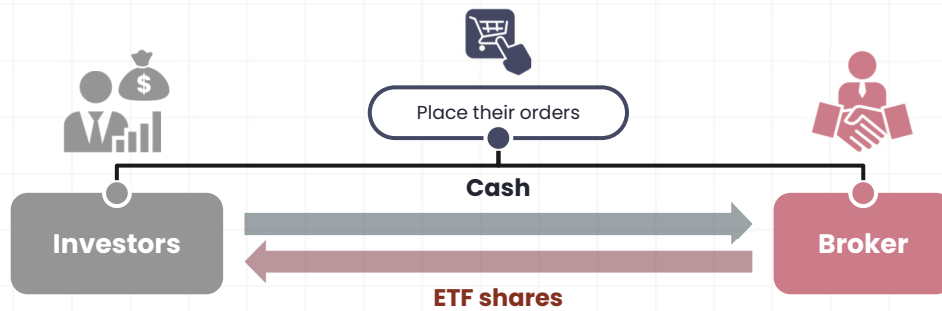 $
Place their orders
Cash
Investors
Broker
ETF shares